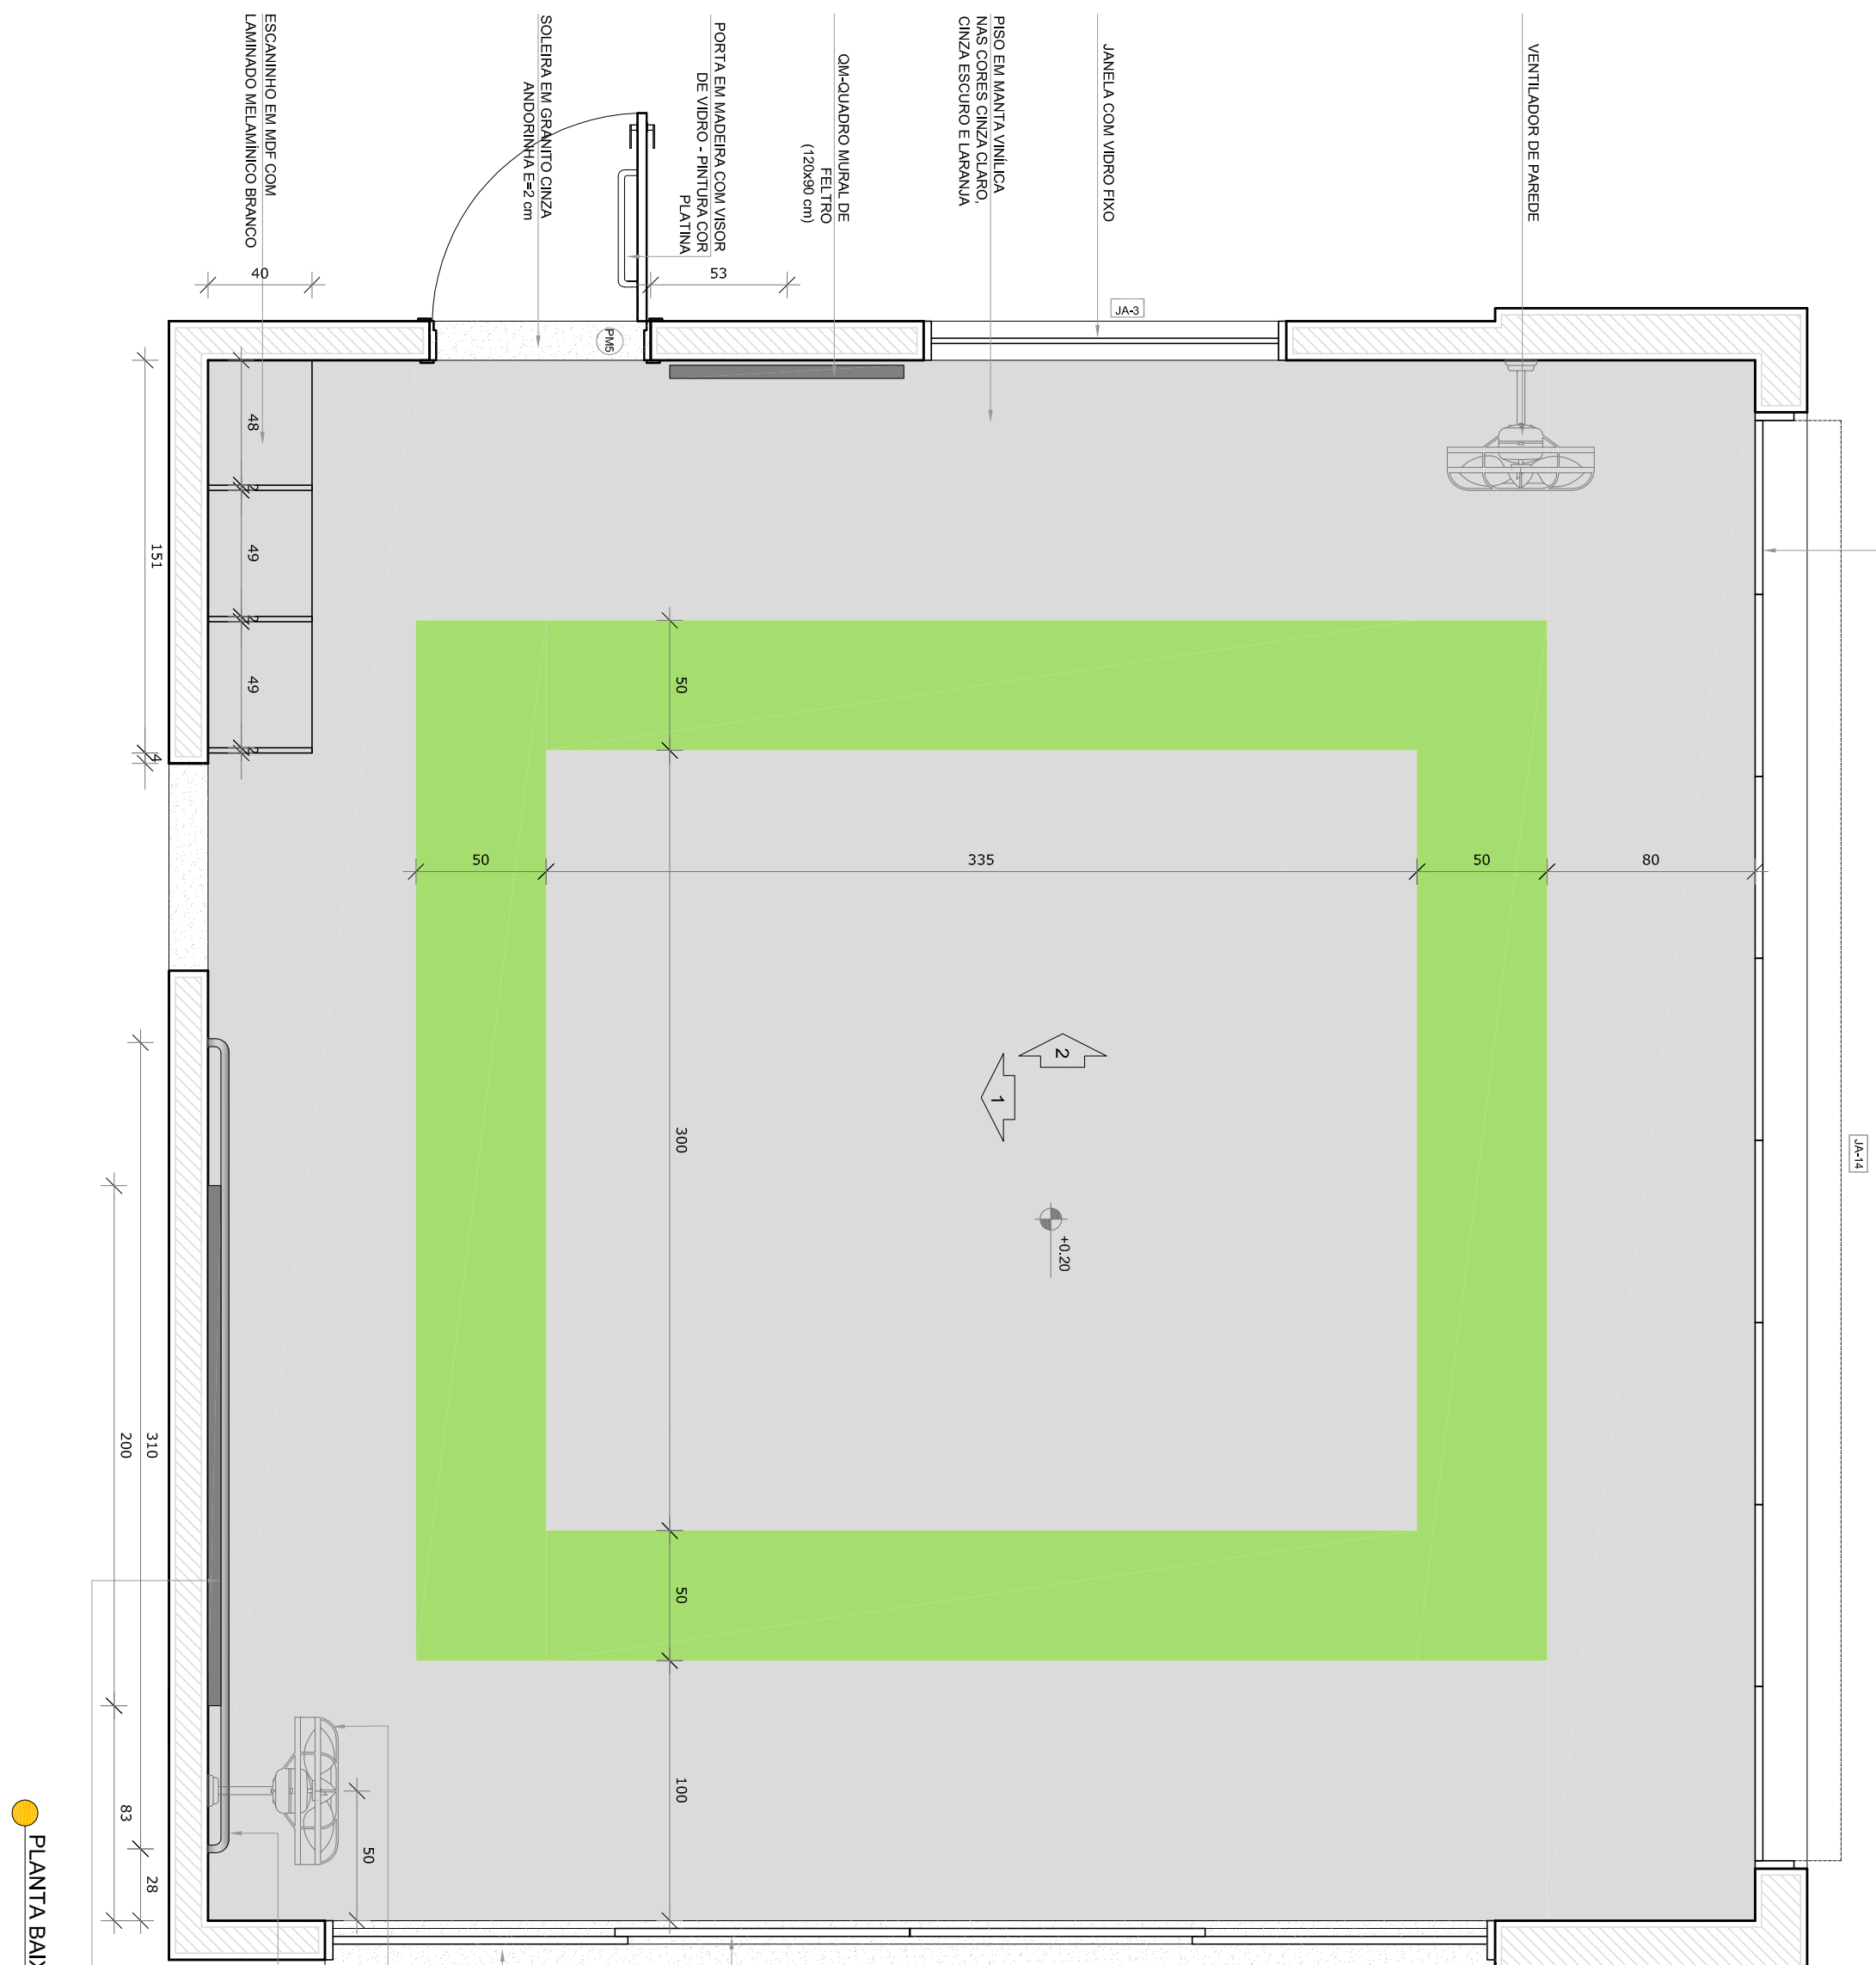 ESCANINHO EM MDF COM
LAMINADO MELAMÍNICO BRANCO
SOLEIRA EM GRANITO CINZA
ANDORINHA E=2 cm
PORTA EM MADEIRA COM VISOR
DE VIDRO - PINTURA COR
PLATINA
QM-QUADRO MURAL DE
FELTRO
(120x90 cm)
PISO EM MANTA VINÍLICA
NAS CORES CINZA CLARO,
CINZA ESCURO E LARANJA
JANELA COM VIDRO FIXO
VENTILADOR DE PAREDE
40
53
JA-3
PM5
48
2
49
2
49
2
151
4
50
50
335
50
80
2
1
300
+0.20
JA-14
50
100
310
200
83
28
50
PLANTA BAIX